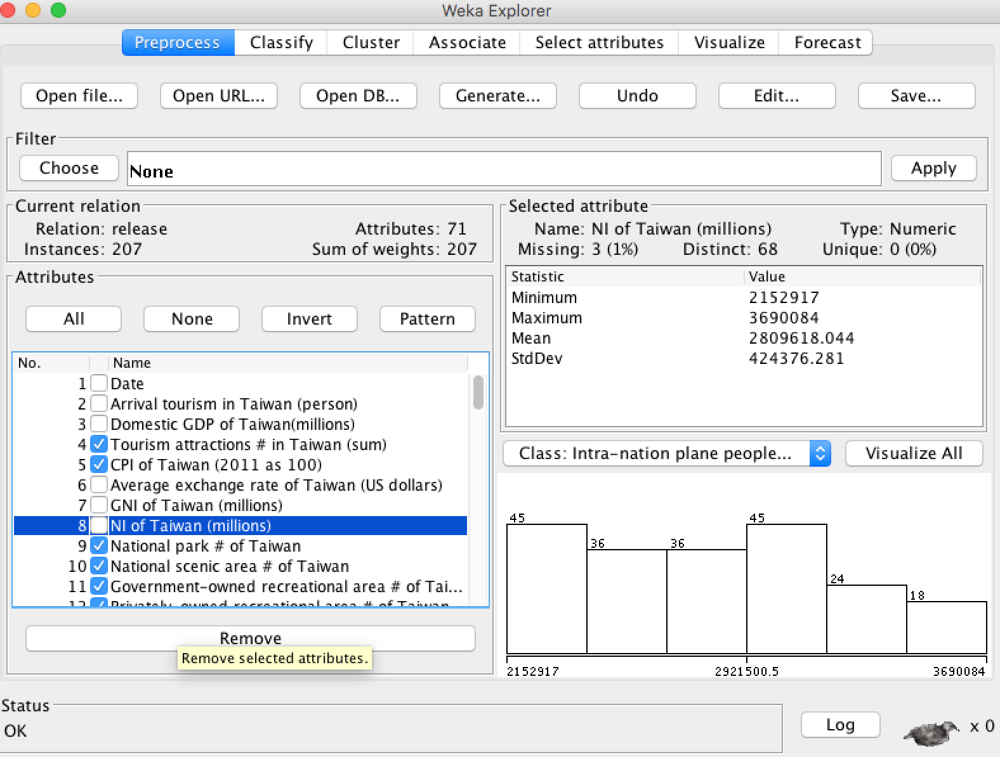 Weka Explorer
Preprocess Classify Cluster Associate Select attributes Visualize Forecast
Open file... Open URL... Open DB... Generate... Undo Edit... Save...
Filter
Choose None Apply
Current relation
Relation: release Attributes: 71
Instances: 207 Sum of weights: 207
Attributes
All None Invert Pattern
No. Name
1 Date
2 Arrival tourism in Taiwan (person)
3 Domestic GDP of Taiwan(millions)
4 Tourism attractions # in Taiwan (sum)
5 CPI of Taiwan (2011 as 100)
6 Average exchange rate of Taiwan (US dollars)
7 GNI of Taiwan (millions)
8 NI of Taiwan (millions)
9 National park # of Taiwan
10 National scenic area # of Taiwan
11 Government-owned recreational area # of Tai...
12 Privately-owned recreational area # of Taiwan
Remove
Remove selected attributes.
Selected attribute
Name: NI of Taiwan (millions) Type: Numeric
Missing: 3 (1%) Distinct: 68 Unique: 0 (0%)
Statistic Value
Minimum 2152917
Maximum 3690084
Mean 2809618.044
StdDev 424376.281
Class: Intra-nation plane people... Visualize All
45 36 36 45 24 18
2152917 2921500.5 3690084
Status
OK
Log x 0